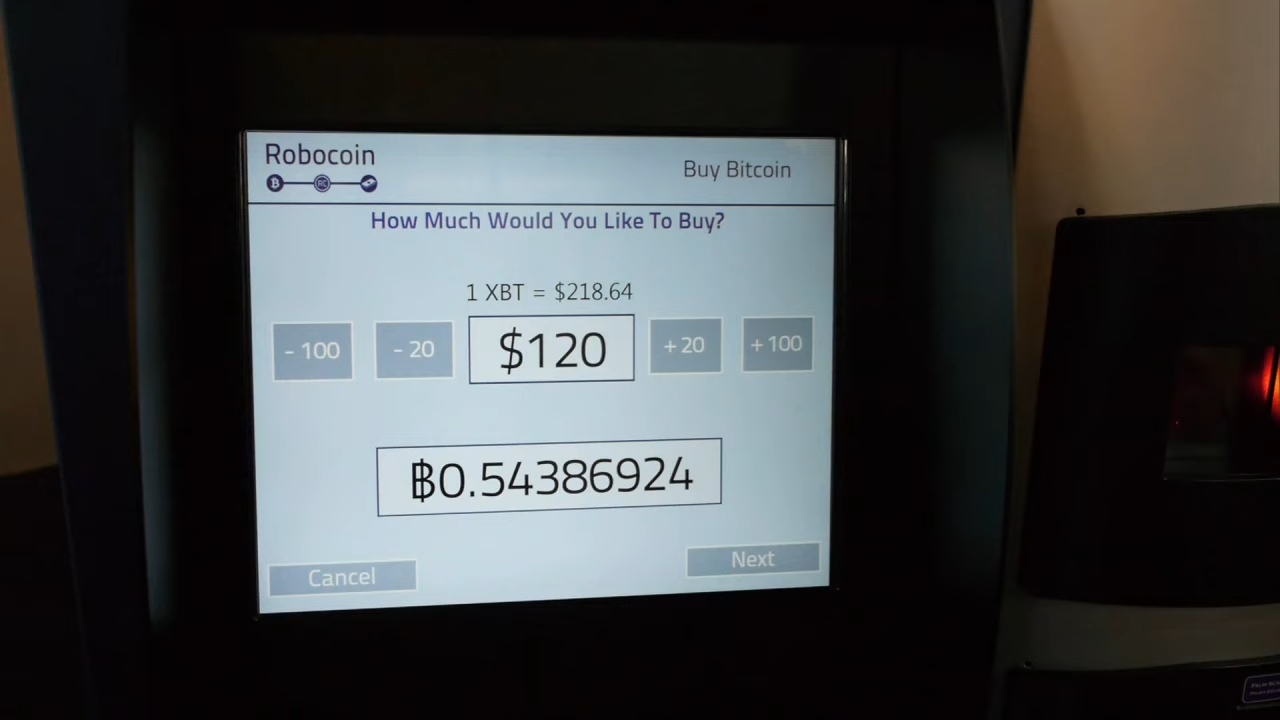 Robocoin
Buy Bitcoin
How Much Would You Like To Buy?
1 XBT = $218.64
- 100
- 20
$120
+ 20
+ 100
฿0.54386924
Cancel
Next